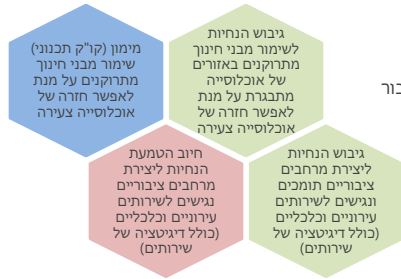 גיבוש הנחיות
לשימור מבני חינוך
מתרוקנים באזורים
של אוכלוסייה
מתבגרת על מנת
לאפשר חזרה של
אוכלוסייה צעירה
מימון (קו"ק תכנוני)
שימור מבני חינוך
מתרוקנים על מנת
לאפשר חזרה של
אוכלוסייה צעירה
בור
גיבוש הנחיות
ליצירת מרחבים
ציבוריים תומכים
ונגישים לשירותים
עירוניים וכלכליים
(כולל דיגיטציה של
שירותים)
חיוב הטמעת
הנחיות ליצירת
מרחבים ציבוריים
נגישים לשירותים
עירוניים וכלכליים
(כולל דיגיטציה של
שירותים)